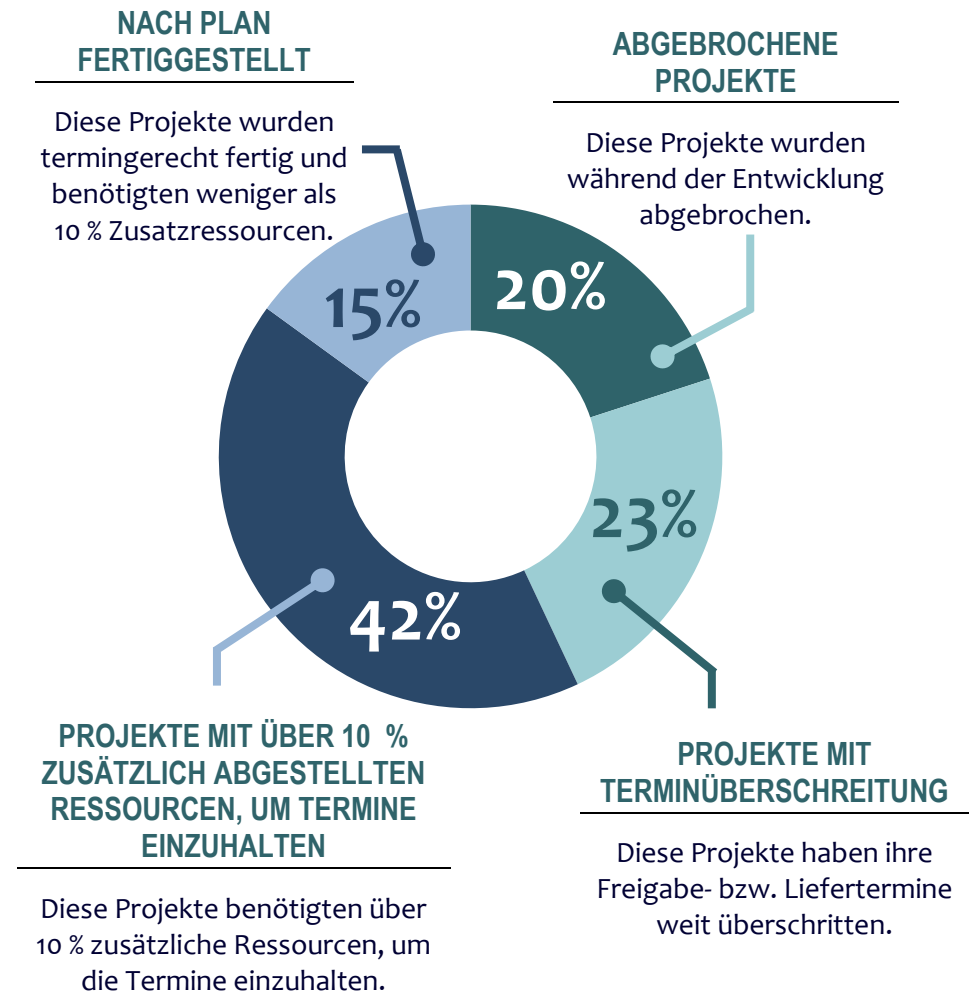 NACH PLAN
FERTIGGESTELLT
Diese Projekte wurden
termingerecht fertig und
benötigten weniger als
10 % Zusatzressourcen.
ABGEBROCHENE
PROJEKTE
Diese Projekte wurden
während der Entwicklung
abgebrochen.
15%
20%
23%
42%
PROJEKTE MIT ÜBER 10 %
ZUSÄTZLICH ABGESTELLTEN
RESSOURCEN, UM TERMINE
EINZUHALTEN
Diese Projekte benötigten über
10 % zusätzliche Ressourcen, um
die Termine einzuhalten.
PROJEKTE MIT
TERMINÜBERSCHREITUNG
Diese Projekte haben ihre
Freigabe- bzw. Liefertermine
weit überschritten.